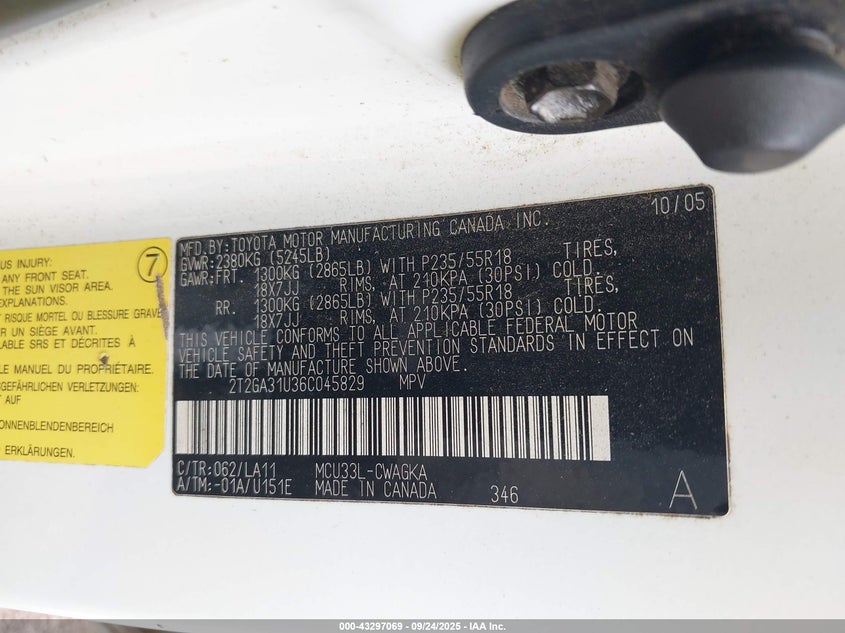 US INJURY:
ANY FRONT SEAT.
THE SUN VISOR AREA.
EXPLANATIONS.
RISQUE MORTEL OU BLESSURE GRAVE
R UN SIÈGE AVANT.
ABLE SRS ET DÉCRITES À
LE MANUEL DU PROPRIÉTAIRE.
SGEFÄHRLICHEN VERLETZUNG:
T AUF
ONNENBLENDENBEREICH
ERKLÄRUNGEN.
7
MFD. BY: TOYOTA MOTOR MANUFACTURING CANADA INC. 10/05
GVWR: 2380KG (5245LB)
GAWR: FRT. 1300KG (2865LB) WITH P235/55R18 TIRES,
18X7JJ RIMS, AT 210KPA (30PSI) COLD.
RR. 1300KG (2865LB) WITH P235/55R18 TIRES,
18X7JJ RIMS, AT 210KPA (30PSI) COLD.
THIS VEHICLE CONFORMS TO ALL APPLICABLE FEDERAL MOTOR
VEHICLE SAFETY AND THEFT PREVENTION STANDARDS IN EFFECT ON
THE DATE OF MANUFACTURE SHOWN ABOVE.
2T2GA31U36C045829 MPV
C/TR: 062/LA11 MCU33L-CWAGKA
A/TM: -01A/U151E MADE IN CANADA 346 A
000-43297069 - 09/24/2025 - IAA Inc.